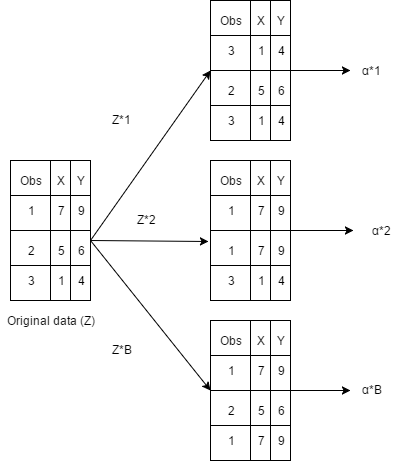 Obs X Y
3 1 4
2 5 6
3 1 4
α*1
Z*1
Obs X Y
1 7 9
2 5 6
3 1 4
Original data (Z)
Z*2
Obs X Y
1 7 9
1 7 9
3 1 4
α*2
Z*B
Obs X Y
1 7 9
2 5 6
1 7 9
α*B